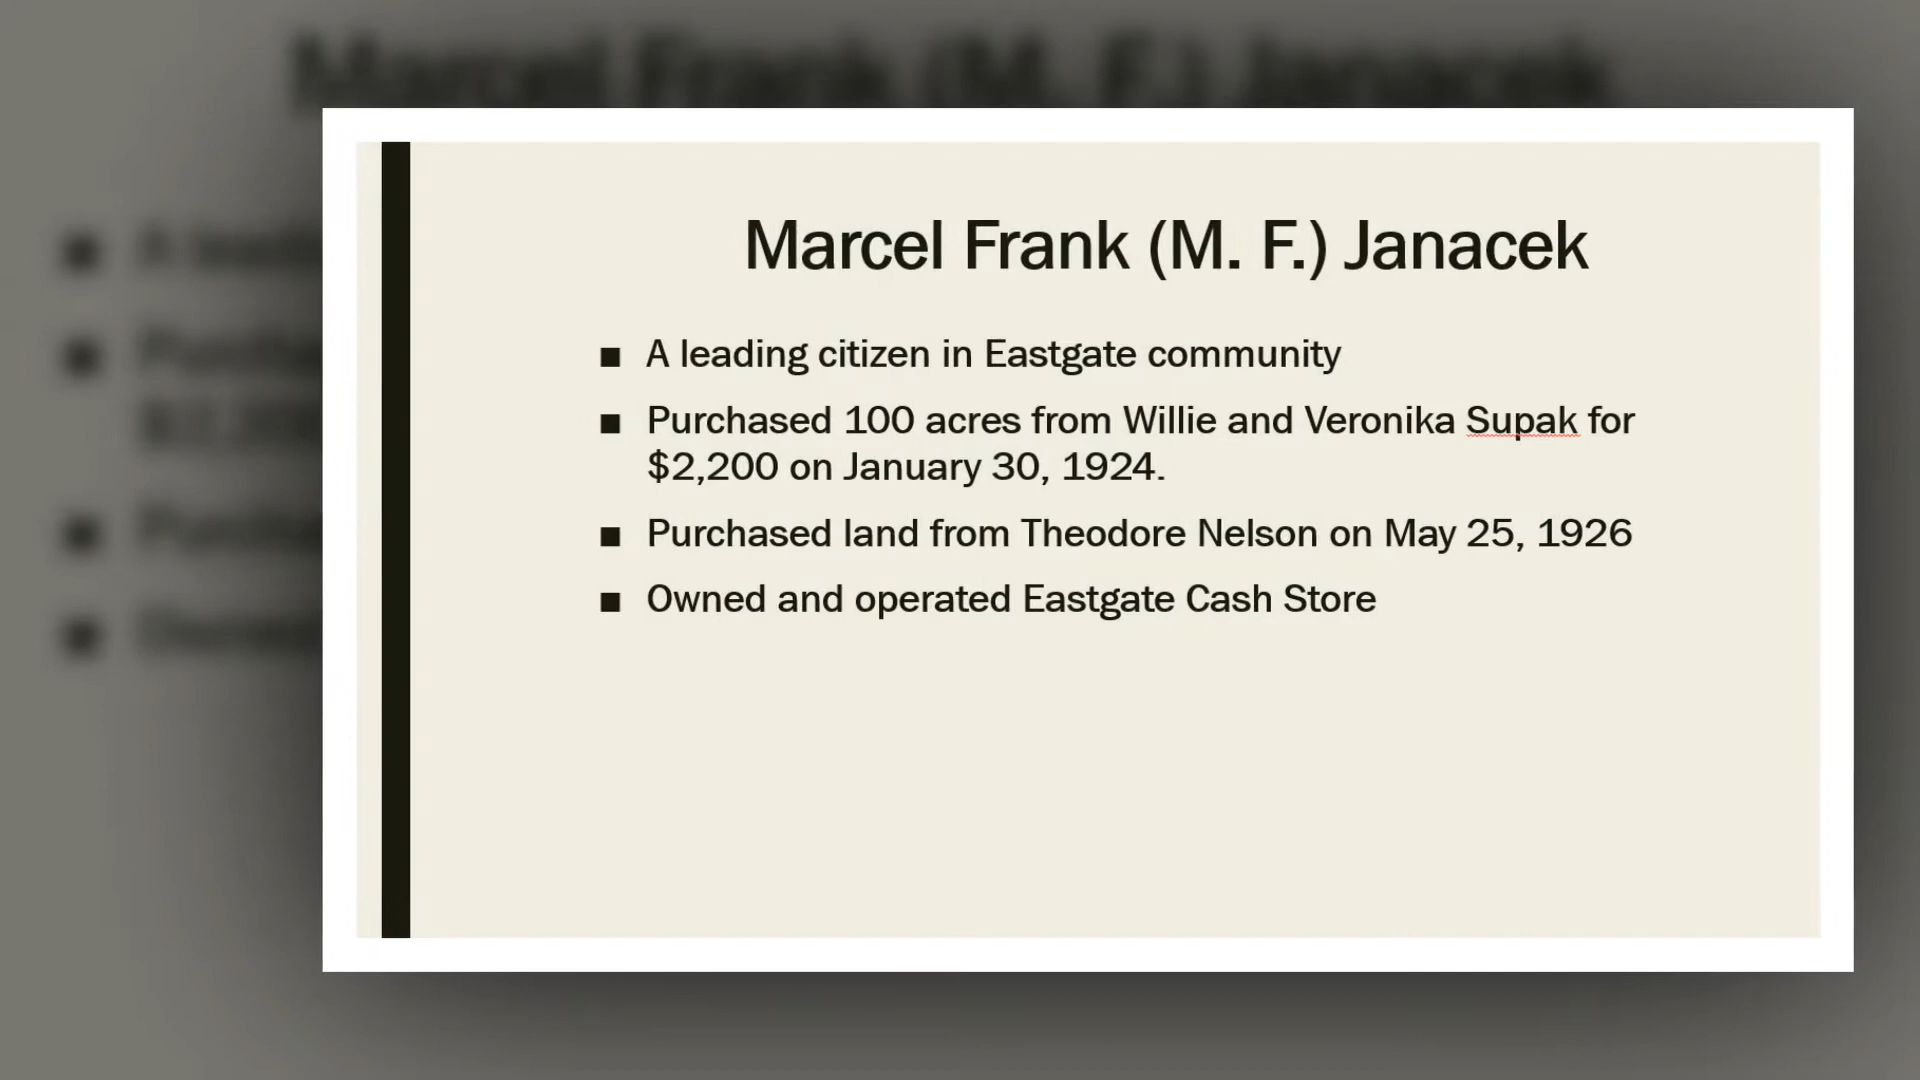 Marcel Frank (M. F.) Janacek
■ A leading citizen in Eastgate community
■ Purchased 100 acres from Willie and Veronika Supak for
$2,200 on January 30, 1924.
■ Purchased land from Theodore Nelson on May 25, 1926
■ Owned and operated Eastgate Cash Store